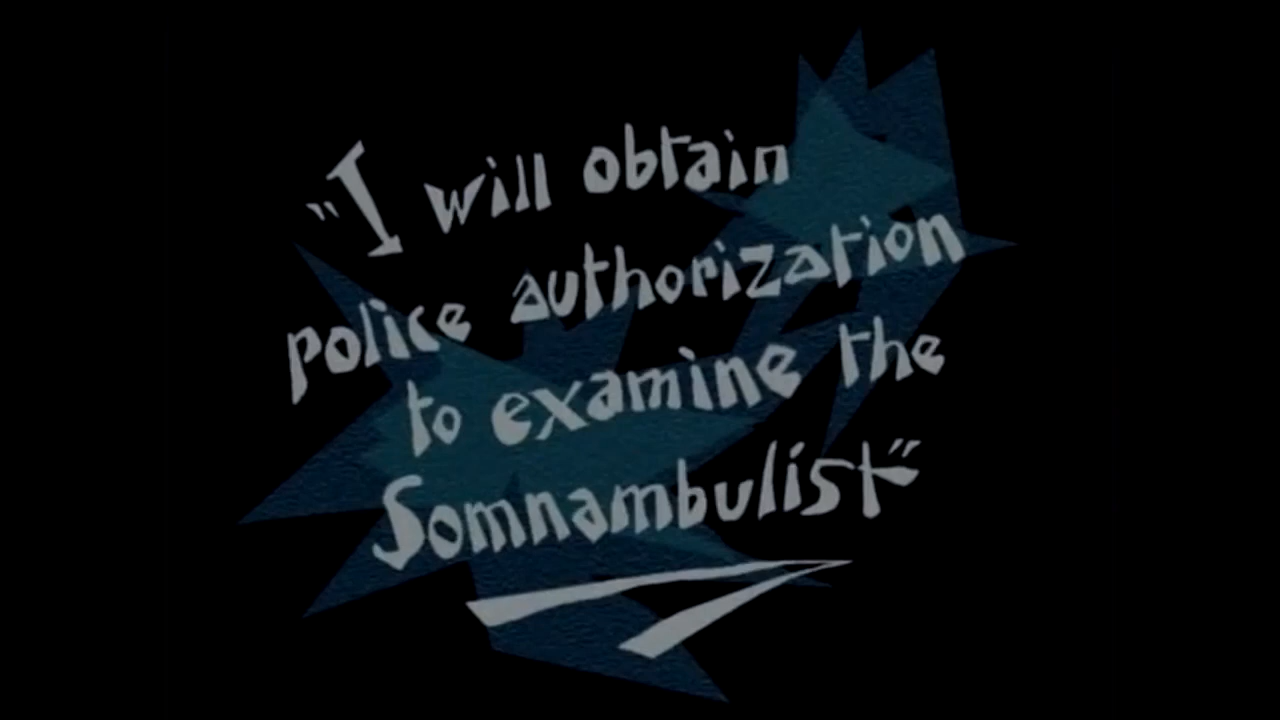 "I will obtain
police authorization
to examine the
Somnambulist"